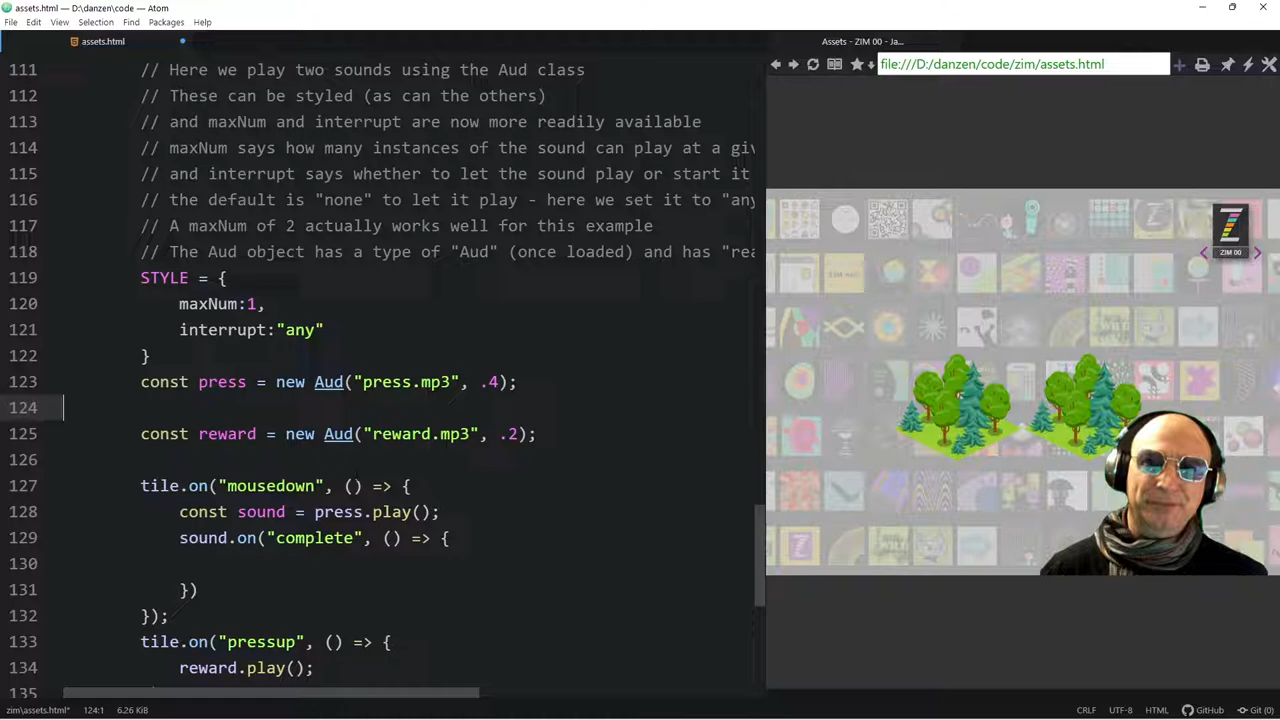 assets.html — D:\danzen\code — Atom
File Edit View Selection Find Packages Help
assets.html
Assets - ZIM 00 - Ja...
file:///D:/danzen/code/zim/assets.html
111 // Here we play two sounds using the Aud class
112 // These can be styled (as can the others)
113 // and maxNum and interrupt are now more readily available
114 // maxNum says how many instances of the sound can play at a giv
115 // and interrupt says whether to let the sound play or start it
116 // the default is "none" to let it play - here we set it to "any
117 // A maxNum of 2 actually works well for this example
118 // The Aud object has a type of "Aud" (once loaded) and has "rea
119 STYLE = {
120 maxNum:1,
121 interrupt:"any"
122 }
123 const press = new Aud("press.mp3", .4);
124
125 const reward = new Aud("reward.mp3", .2);
126
127 tile.on("mousedown", () => {
128 const sound = press.play();
129 sound.on("complete", () => {
130
131 })
132 });
133 tile.on("pressup", () => {
134 reward.play();
135
ZIM 00
zim\assets.html* 124:1 6.26 KiB
CRLF UTF-8 HTML GitHub Git (0)